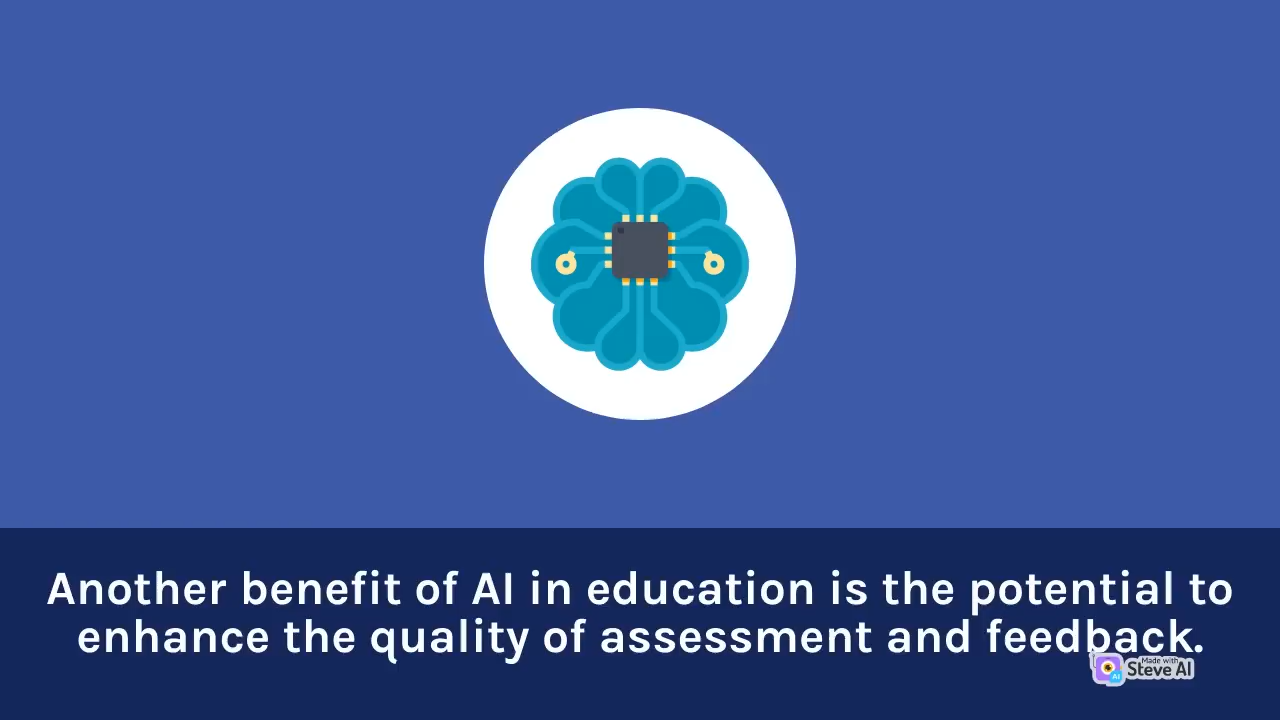 Another benefit of AI in education is the potential to
enhance the quality of assessment and feedback.
Made with
Steve AI
AI